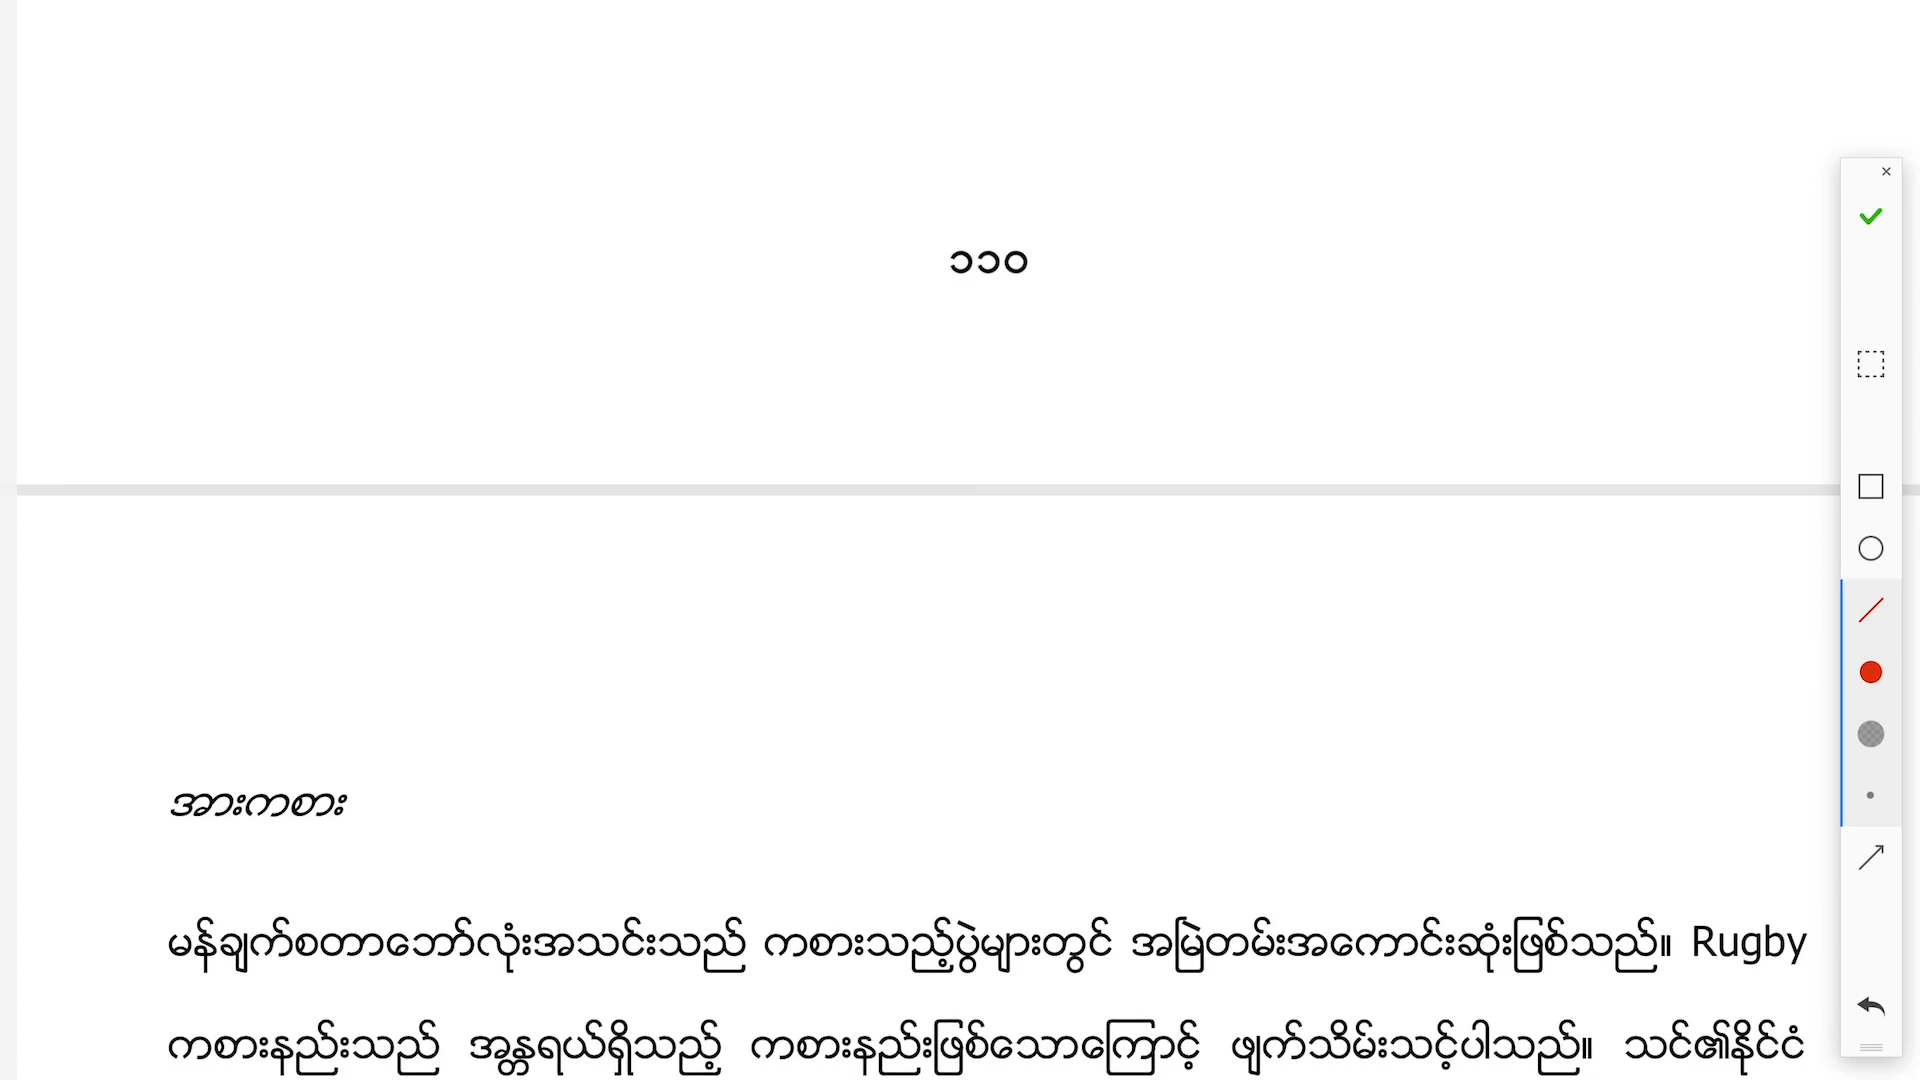 ၁၁၀
အားကစား
မန်ချက်စတာဘော်လုံးအသင်းသည် ကစားသည့်ပွဲများတွင် အမြဲတမ်းအကောင်းဆုံးဖြစ်သည်။ Rugby
ကစားနည်းသည် အန္တရယ်ရှိသည့် ကစားနည်းဖြစ်သောကြောင့် ဖျက်သိမ်းသင့်ပါသည်။ သင်၏နိုင်ငံ